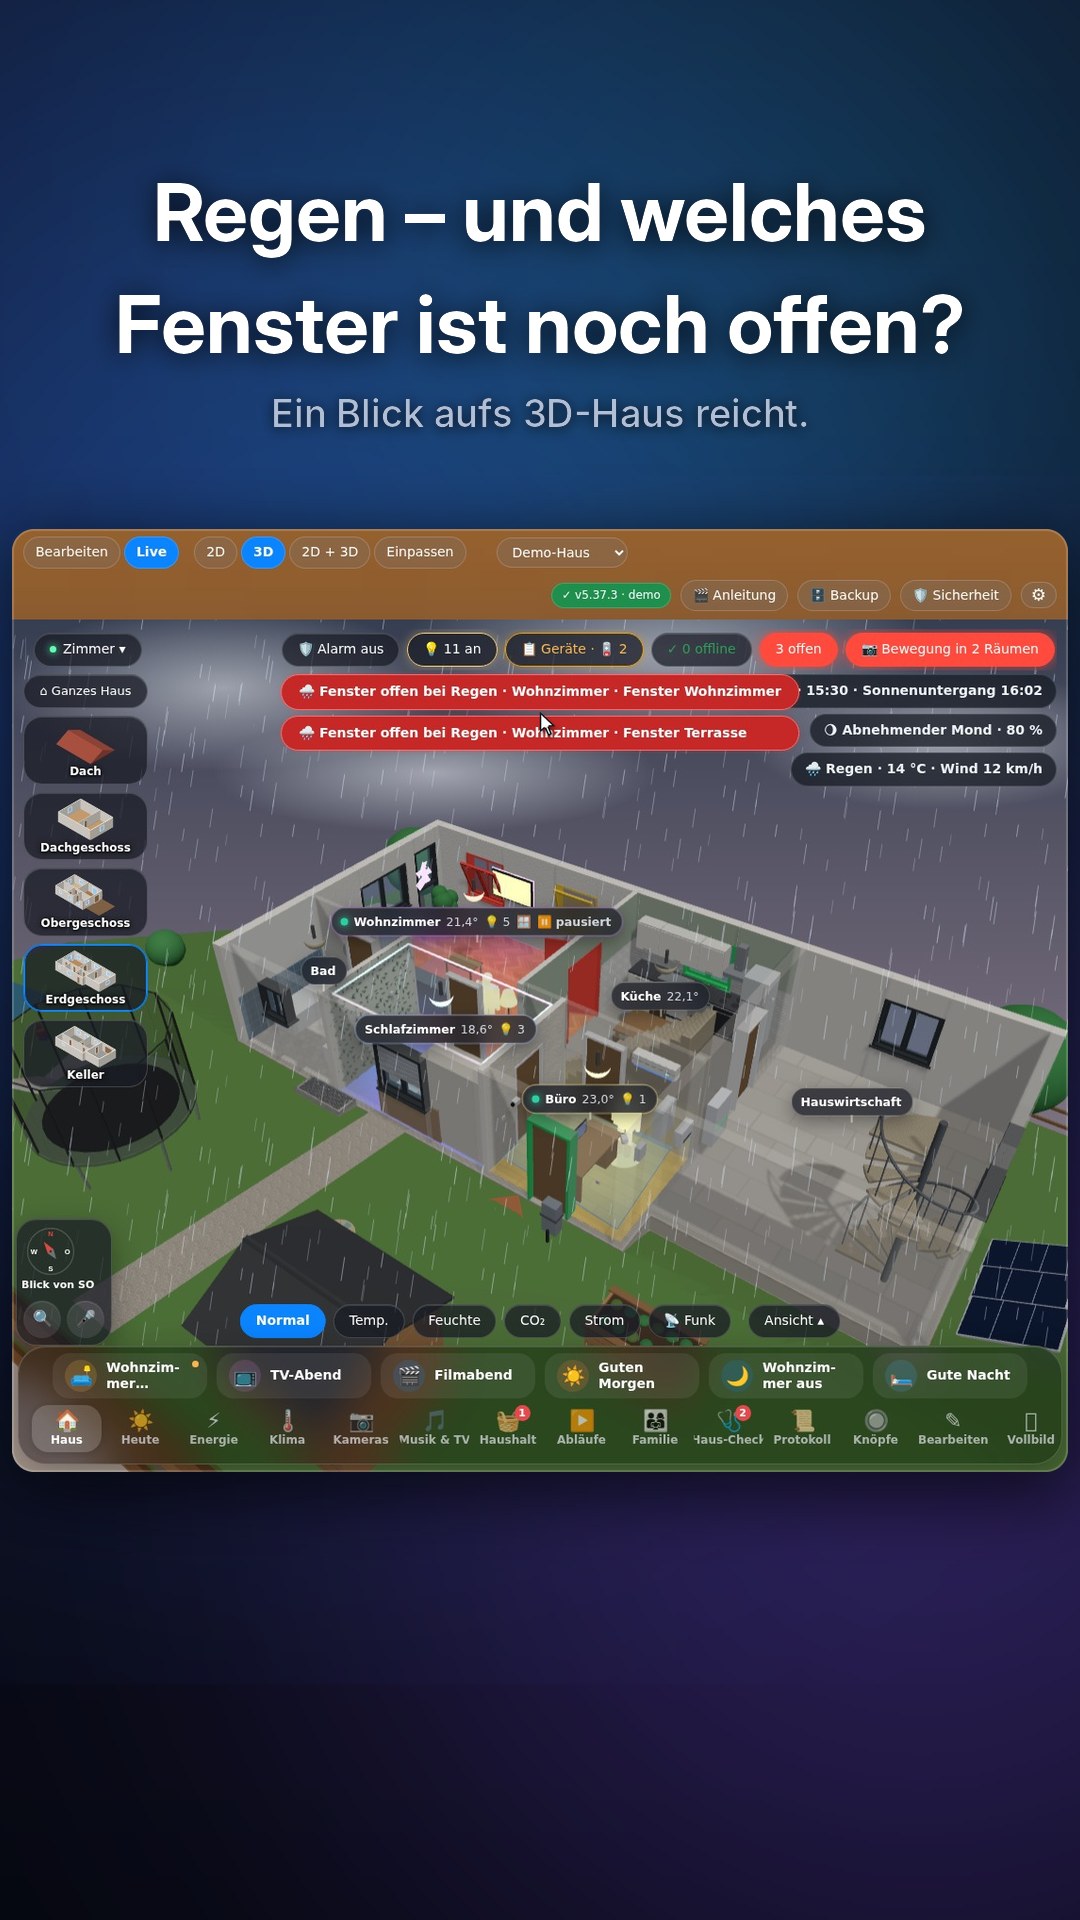 Regen – und welches
Fenster ist noch offen?
Ein Blick aufs 3D-Haus reicht.
Bearbeiten Live 2D 3D 2D + 3D Einpassen Demo-Haus
✓ v5.37.3 · demo Anleitung Backup Sicherheit
Zimmer ▾ Alarm aus 11 an Geräte · 2 ✓ 0 offline 3 offen Bewegung in 2 Räumen
⌂ Ganzes Haus Fenster offen bei Regen · Wohnzimmer · Fenster Wohnzimmer · 15:30 · Sonnenuntergang 16:02
Fenster offen bei Regen · Wohnzimmer · Fenster Terrasse Abnehmender Mond · 80 %
Regen · 14 °C · Wind 12 km/h
Dach
Dachgeschoss
Obergeschoss
Erdgeschoss
Keller
Wohnzimmer 21,4° 5 pausiert
Bad
Küche 22,1°
Schlafzimmer 18,6° 3
Büro 23,0° 1
Hauswirtschaft
N
W O
S
Blick von SO
Normal Temp. Feuchte CO₂ Strom Funk Ansicht ▴
Wohnzim-
mer…
TV-Abend
Filmabend
Guten
Morgen
Wohnzim-
mer aus
Gute Nacht
1 2
Haus Heute Energie Klima Kameras Musik & TV Haushalt Abläufe Familie Haus-Check Protokoll Knöpfe Bearbeiten Vollbild